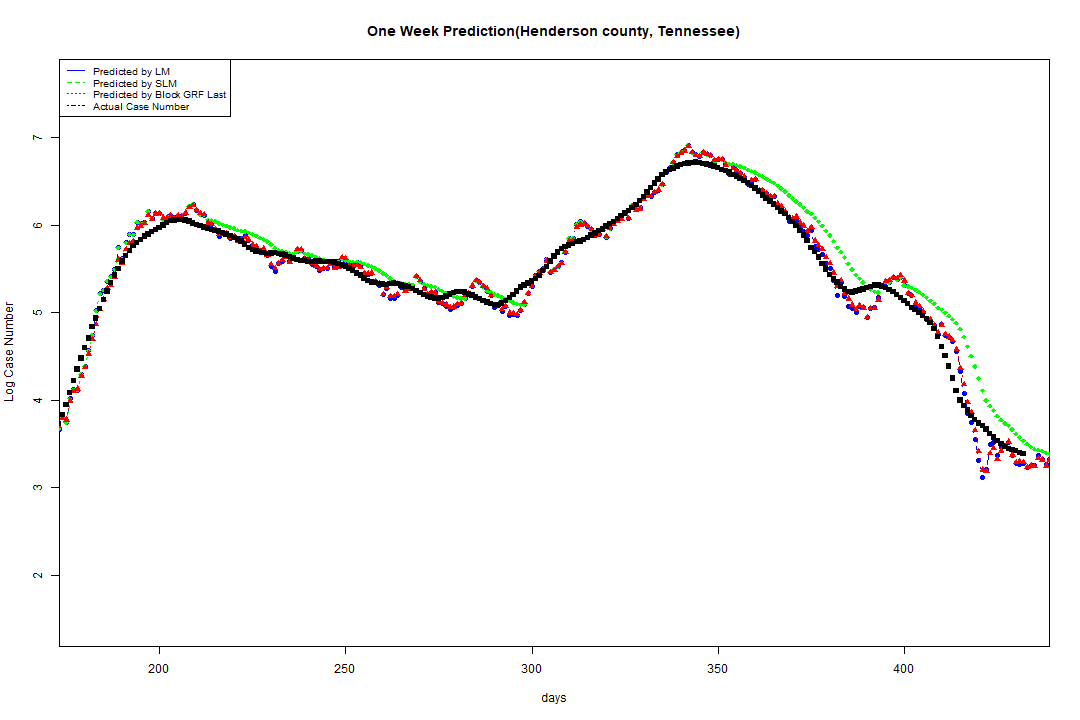 One Week Prediction(Henderson county, Tennessee)
Predicted by LM
Predicted by SLM
Predicted by Block GRF Last
Actual Case Number
7
6
5
4
3
2
Log Case Number
200 250 300 350 400
days